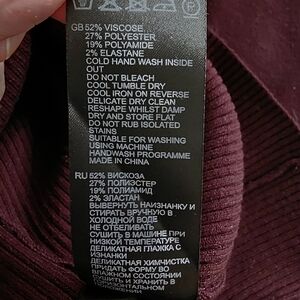 GB 52% VISCOSE
27% POLYESTER
19% POLYAMIDE
2% ELASTANE
COLD HAND WASH INSIDE
OUT
DO NOT BLEACH
COOL TUMBLE DRY
COOL IRON ON REVERSE
DELICATE DRY CLEAN
RESHAPE WHILST DAMP
DRY AND STORE FLAT
DO NOT RUB ISOLATED
STAINS
SUITABLE FOR WASHING
USING MACHINE
HANDWASH PROGRAMME
MADE IN CHINA
RU 52% ВИСКОЗА
27% ПОЛИЭСТЕР
19% ПОЛИАМИД
2% ЭЛАСТАН
ВЫВЕРНУТЬ НАИЗНАНКУ И
СТИРАТЬ ВРУЧНУЮ В
ХОЛОДНОЙ ВОДЕ
НЕ ОТБЕЛИВАТЬ
СУШИТЬ В МАШИНЕ ПРИ
НИЗКОЙ ТЕМПЕРАТУРЕ
ДЕЛИКАТНАЯ ГЛАЖКА С
ИЗНАНКИ
ДЕЛИКАТНАЯ ХИМЧИСТКА
ПРИДАТЬ ФОРМУ ВО
ВЛАЖНОМ СОСТОЯНИИ
СУШИТЬ И ХРАНИТЬ В
ГОРИЗОНТАЛЬНОМ